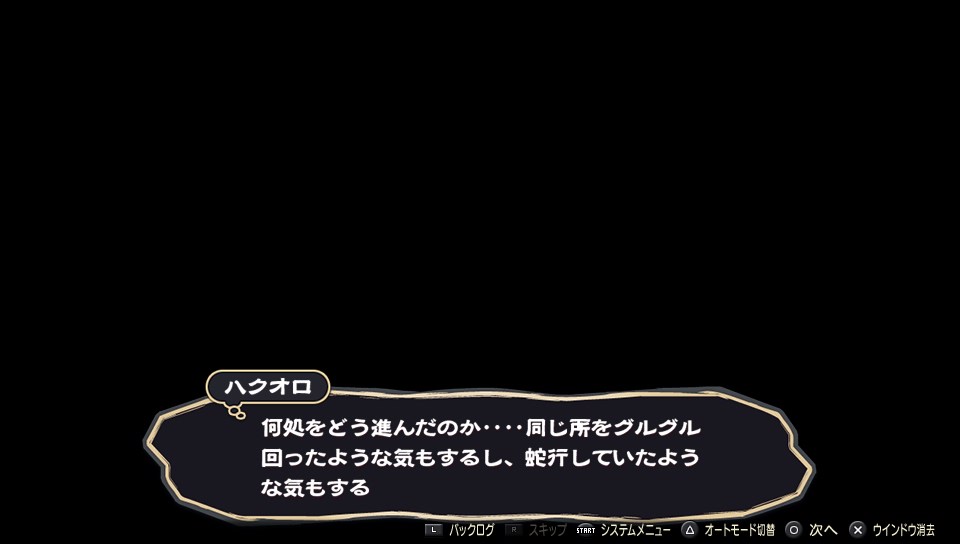 ハクオロ
何処をどう進んだのか‥‥同じ所をグルグル
回ったような気もするし、蛇行していたよう
な気もする
L バックログ R スキップ START システムメニュー △ オートモード切替 ○ 次へ × ウインドウ消去